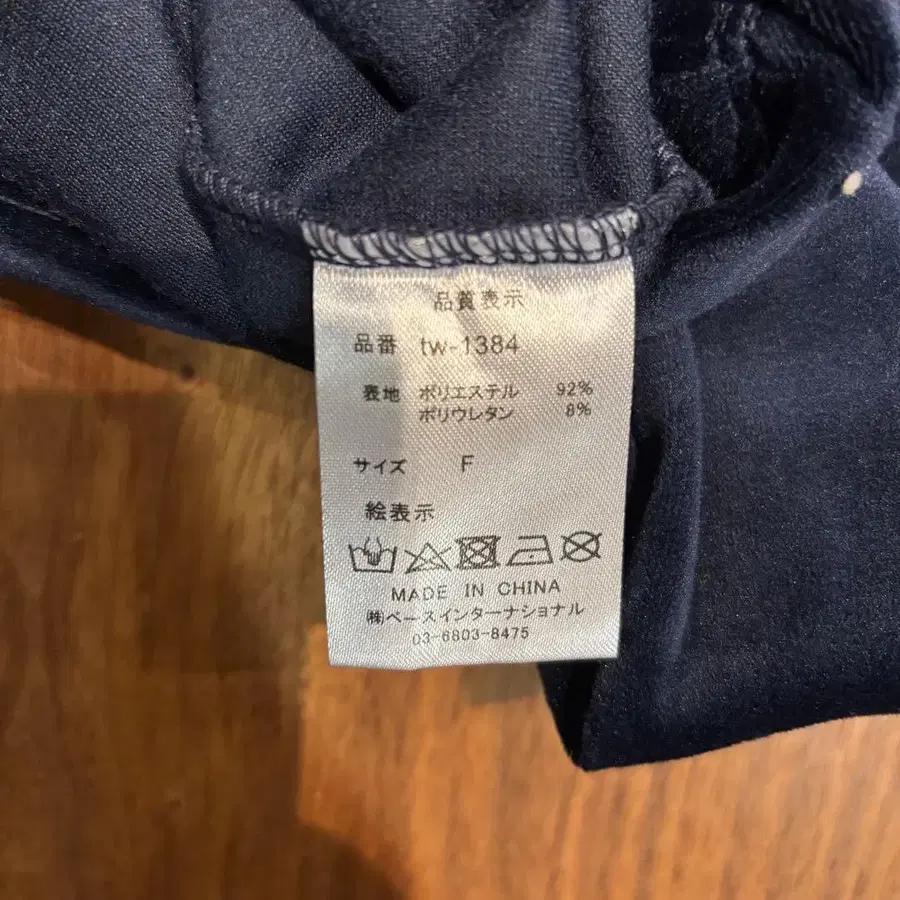 品質表示
品番 tw-1384
表地 ポリエステル 92%
ポリウレタン 8%
サイズ F
絵表示
MADE IN CHINA
㈱ベースインターナショナル
03-6803-8475